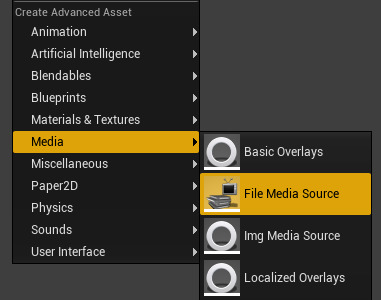 Create Advanced Asset
Animation
Artificial Intelligence
Blendables
Blueprints
Materials & Textures
Media
Miscellaneous
Paper2D
Physics
Sounds
User Interface
Basic Overlays
File Media Source
Img Media Source
Localized Overlays